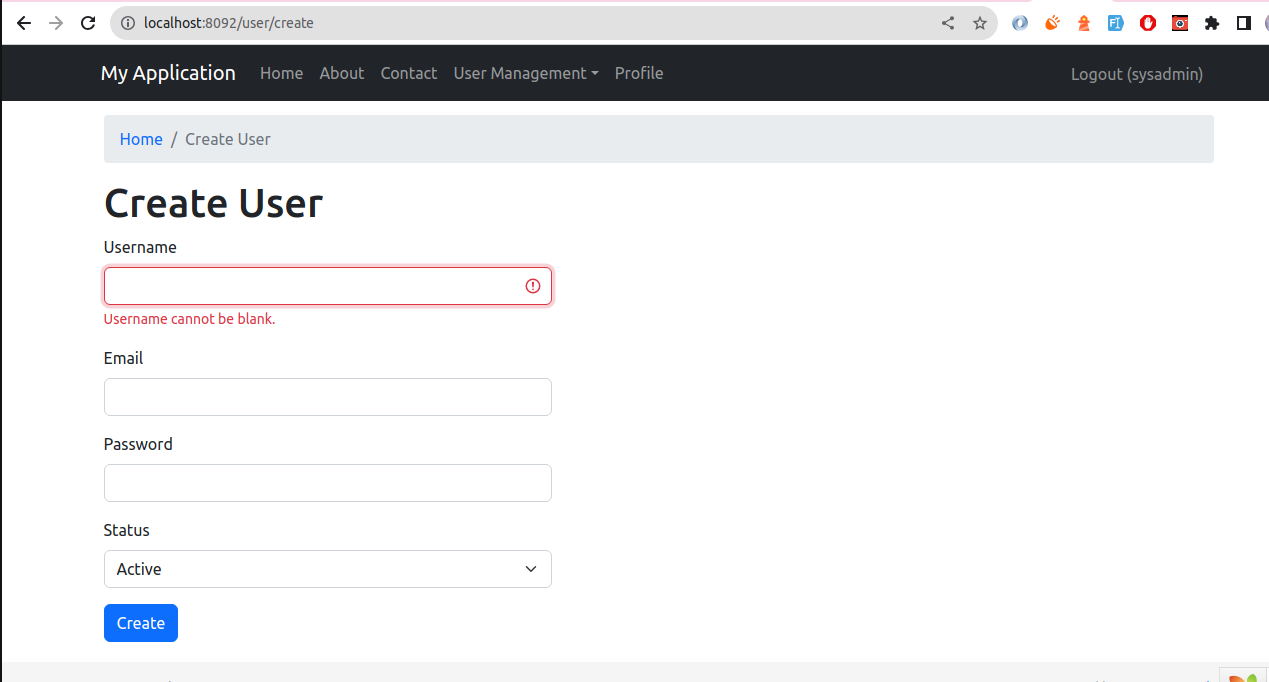 localhost:8092/user/create
My Application Home About Contact User Management Profile Logout (sysadmin)
Home / Create User
Create User
Username
Username cannot be blank.
Email
Password
Status
Active
Create